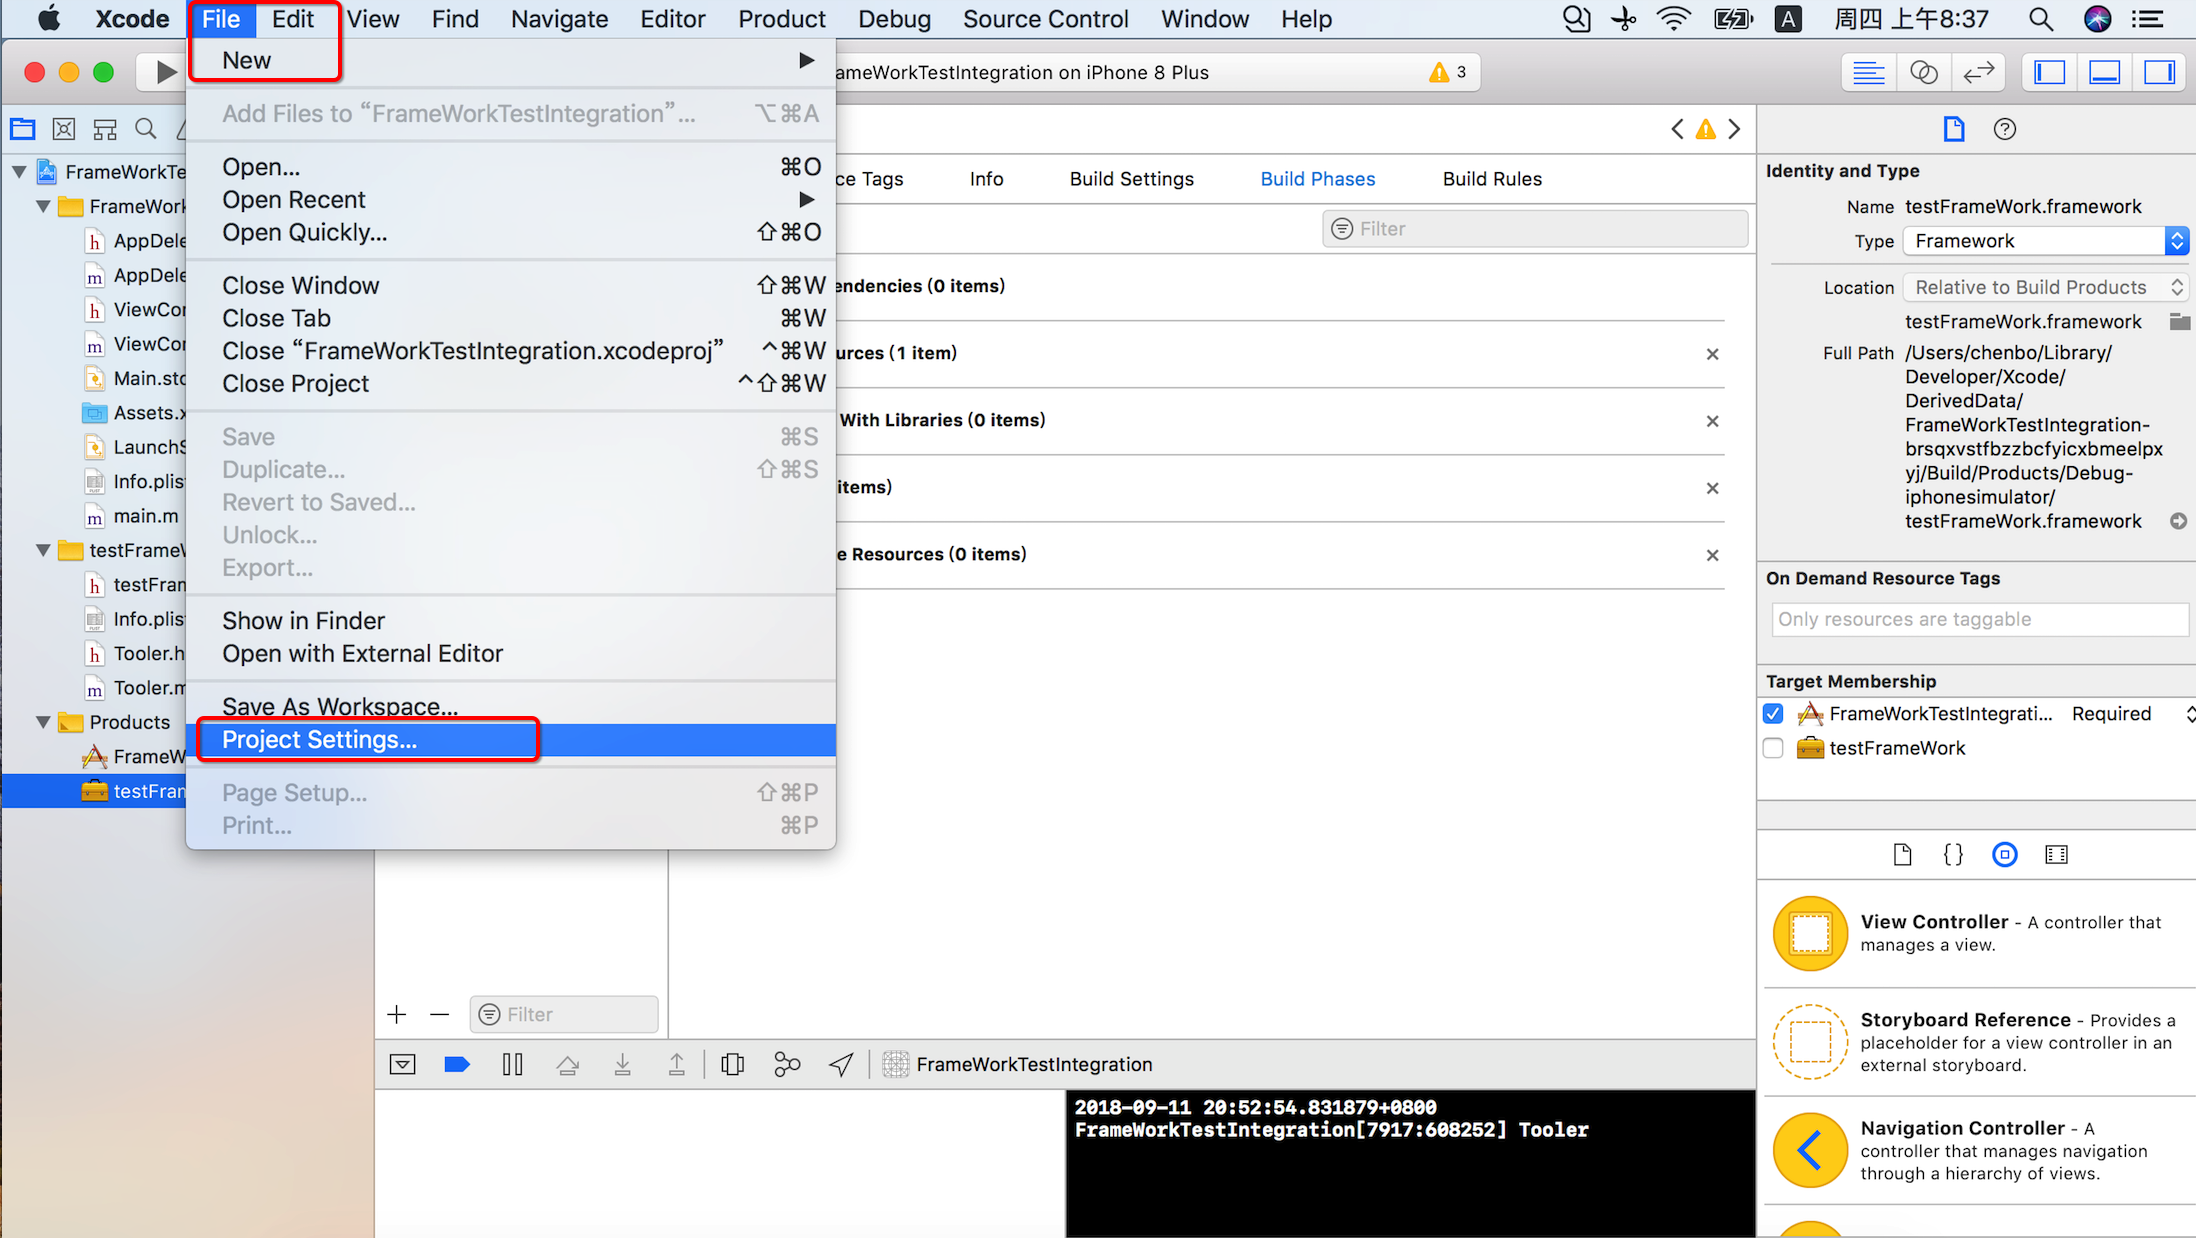 Xcode File Edit View Find Navigate Editor Product Debug Source Control Window Help A 周四 上午8:37
New
ameWorkTestIntegration on iPhone 8 Plus 3
Add Files to “FrameWorkTestIntegration”... ⌥⌘A
Open... ⌘O
Open Recent
Open Quickly... ⇧⌘O
Close Window ⇧⌘W
Close Tab ⌘W
Close “FrameWorkTestIntegration.xcodeproj” ^⌘W
Close Project ^⇧⌘W
Save ⌘S
Duplicate... ⇧⌘S
Revert to Saved...
Unlock...
Export...
Show in Finder
Open with External Editor
Save As Workspace...
Project Settings...
Page Setup... ⇧⌘P
Print... ⌘P
FrameWorkTe
FrameWork
h AppDele
m AppDele
h ViewCor
m ViewCor
Main.sto
Assets.x
LaunchS
Info.plis
m main.m
testFrameW
h testFran
Info.plis
h Tooler.h
m Tooler.m
Products
FrameW
testFran
ce Tags Info Build Settings Build Phases Build Rules
Filter
endencies (0 items)
urces (1 item)
With Libraries (0 items)
items)
e Resources (0 items)
Filter
FrameWorkTestIntegration
2018-09-11 20:52:54.831879+0800
FrameWorkTestIntegration[7917:608252] Tooler
Identity and Type
Name testFrameWork.framework
Type Framework
Location Relative to Build Products
testFrameWork.framework
Full Path /Users/chenbo/Library/
Developer/Xcode/
DerivedData/
FrameWorkTestIntegration-
brsqxvstfbzzbcfyicxbmeelpx
yj/Build/Products/Debug-
iphonesimulator/
testFrameWork.framework
On Demand Resource Tags
Only resources are taggable
Target Membership
FrameWorkTestIntegrati... Required
testFrameWork
{}
View Controller - A controller that
manages a view.
Storyboard Reference - Provides a
placeholder for a view controller in an
external storyboard.
Navigation Controller - A
controller that manages navigation
through a hierarchy of views.